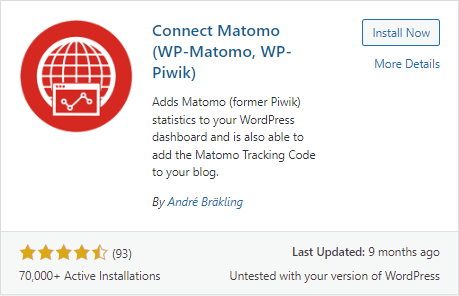 Connect Matomo
(WP-Matomo, WP-
Piwik)
Install Now
More Details
Adds Matomo (former Piwik)
statistics to your WordPress
dashboard and is also able to
add the Matomo Tracking Code
to your blog.
By André Bräkling
(93)
Last Updated: 9 months ago
70,000+ Active Installations
Untested with your version of WordPress